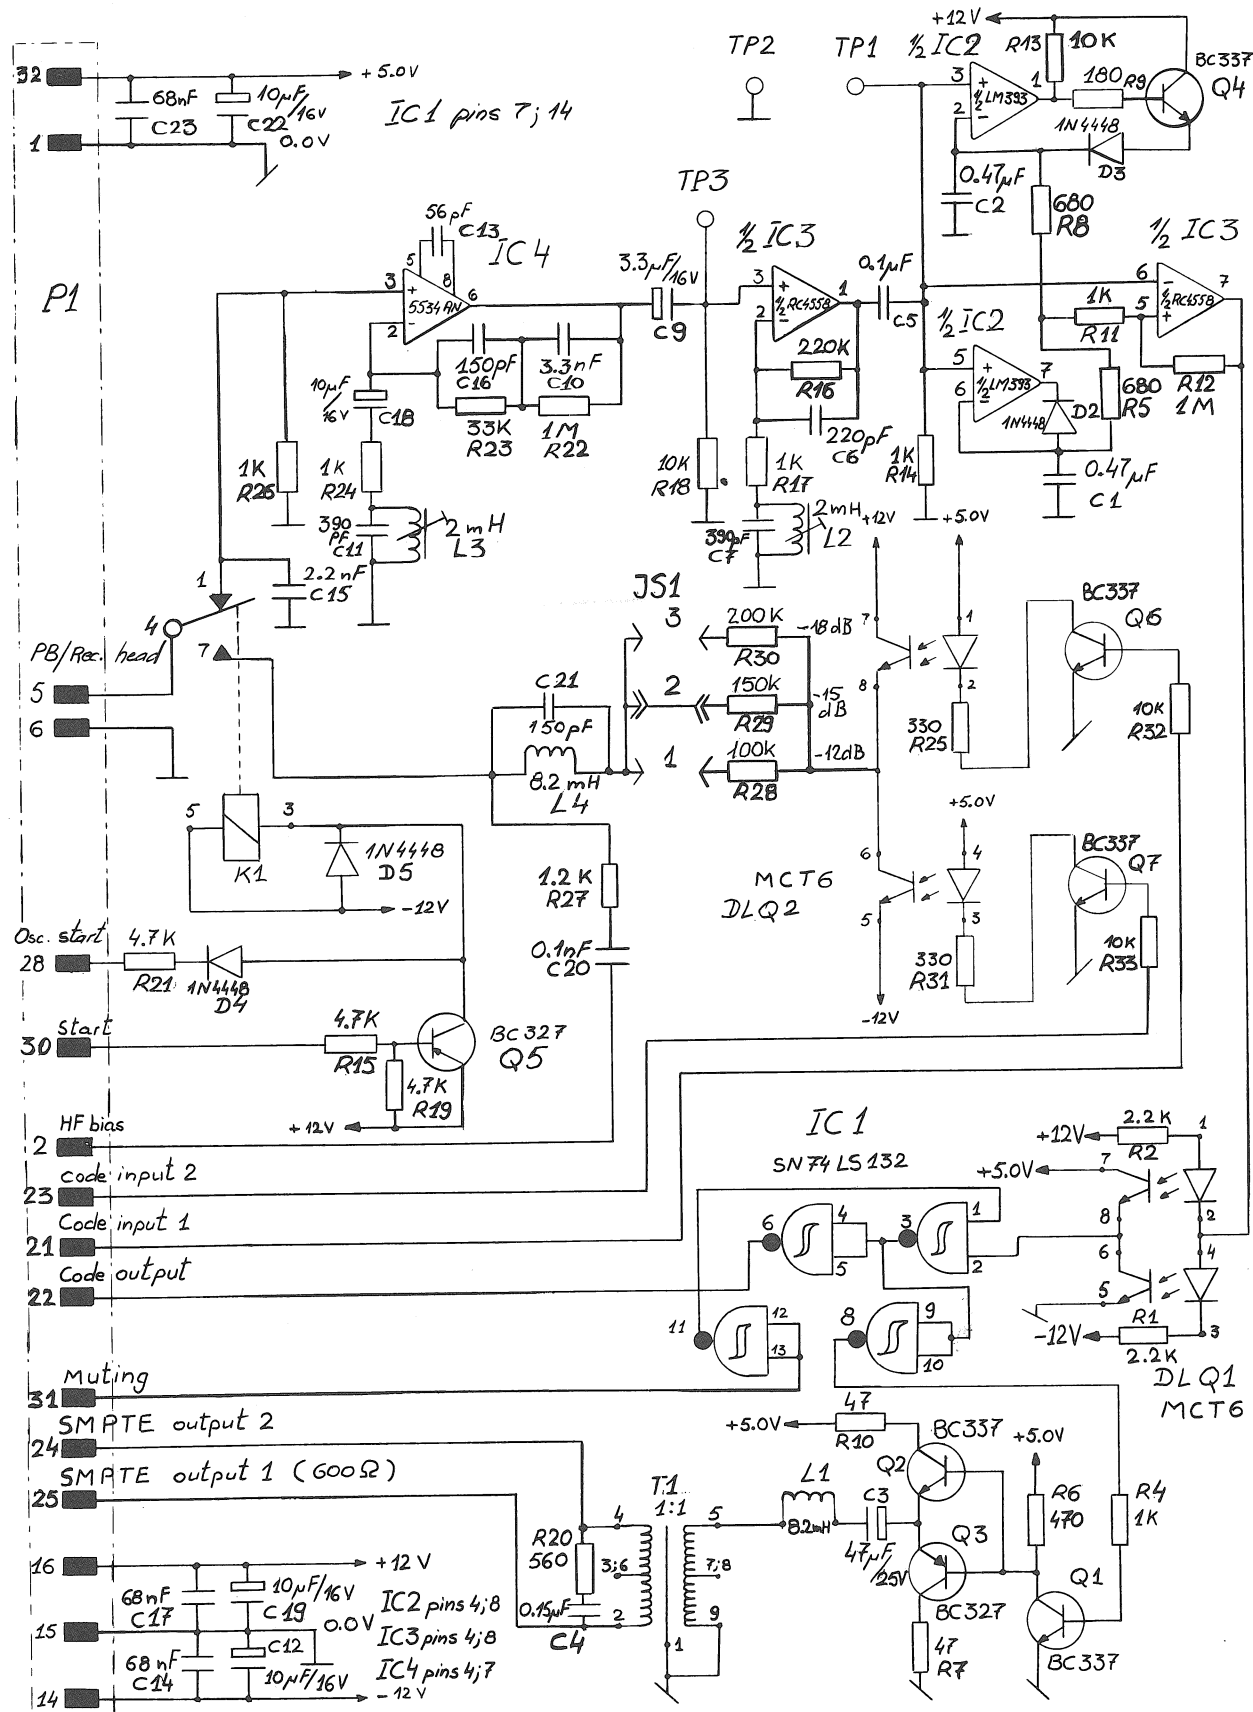 +12V
½ IC2
R13
10K
TP2
TP1
BC337
Q4
32
+5.0V
68nF
C23
10µF/16V
C22
IC1 pins 7; 14
1
0.0V
3
+
½ LM393
1
2
-
180
R9
1N4448
D3
0.47µF
C2
680
R8
TP3
56pF
C13
IC4
5
8
3
+
5534AN
6
-
2
3.3µF/16V
C9
½ IC3
3
+
½ RC4558
1
2
-
0.1µF
C5
½ IC3
6
-
½ RC4558
7
5
+
P1
1K
R11
½ IC2
5
+
½ LM393
7
6
-
1N4448
D2
680
R5
R12
1M
150pF
C16
3.3nF
C10
10µF/16V
C18
33K
R23
1M
R22
220K
R16
220pF
C6
1K
R26
1K
R24
10K
R18
1K
R17
1K
R14
0.47µF
C1
390
PF
C11
2mH
L3
390pF
C7
2mH
L2
+12V
+5.0V
2.2nF
C15
1
4
7
PB/Rec. head
5
6
JS1
3
200K
R30
-18dB
2
150K
R29
-15
dB
1
100K
R28
-12dB
C21
150pF
8.2mH
L4
7
8
1
2
BC337
Q6
330
R25
10K
R32
5
3
K1
1N4448
D5
-12V
1.2K
R27
0.1nF
C20
MCT6
DLQ2
+5.0V
6
5
4
3
BC337
Q7
330
R31
10K
R33
-12V
Osc. start
28
4.7K
R21
1N4448
D4
start
30
4.7K
R15
BC327
Q5
4.7K
R19
+12V
HF bias
2
code input 2
23
Code input 1
21
Code output
22
IC1
SN74LS132
6
4
5
3
1
2
11
12
13
8
9
10
2.2K
R2
+12V
+5.0V
1
7
8
2
6
4
5
3
-12V
R1
2.2K
DLQ1
MCT6
Muting
31
SMPTE output 2
24
SMPTE output 1 (600Ω)
25
+5.0V
47
R10
BC337
Q2
+5.0V
T1
1:1
L1
8.2mH
C3
47µF/25V
Q3
BC327
R6
470
R4
1K
Q1
BC337
47
R7
R20
560
0.15µF
C4
4
3;6
2
5
7;8
9
1
16
+12V
68nF
C17
10µF/16V
C19
IC2 pins 4;8
15
0.0V
IC3 pins 4;8
68nF
C14
C12
10µF/16V
IC4 pins 4;7
14
-12V